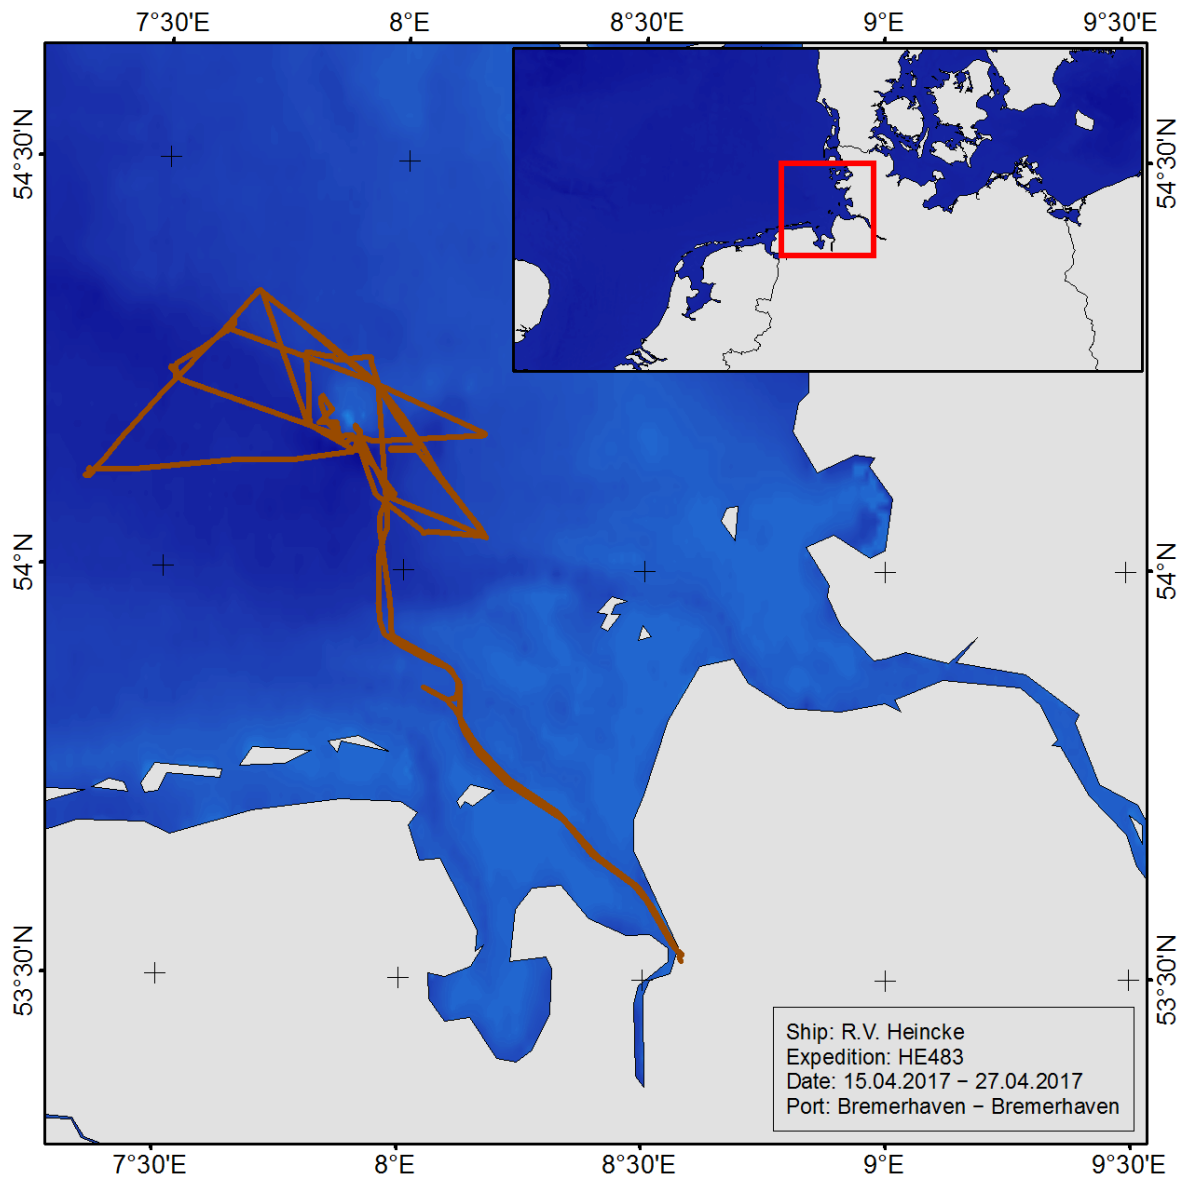 7°30'E 8° 8°30'E 9°E 9°30'E
54°30'N 54°30'N
54°N 54°N
53°30'N 53°30'N
Ship: R.V. Heincke
Expedition: HE483
Date: 15.04.2017 − 27.04.2017
Port: Bremerhaven − Bremerhaven
7°30'E 8°E 8°30'E 9°E 9°30'E